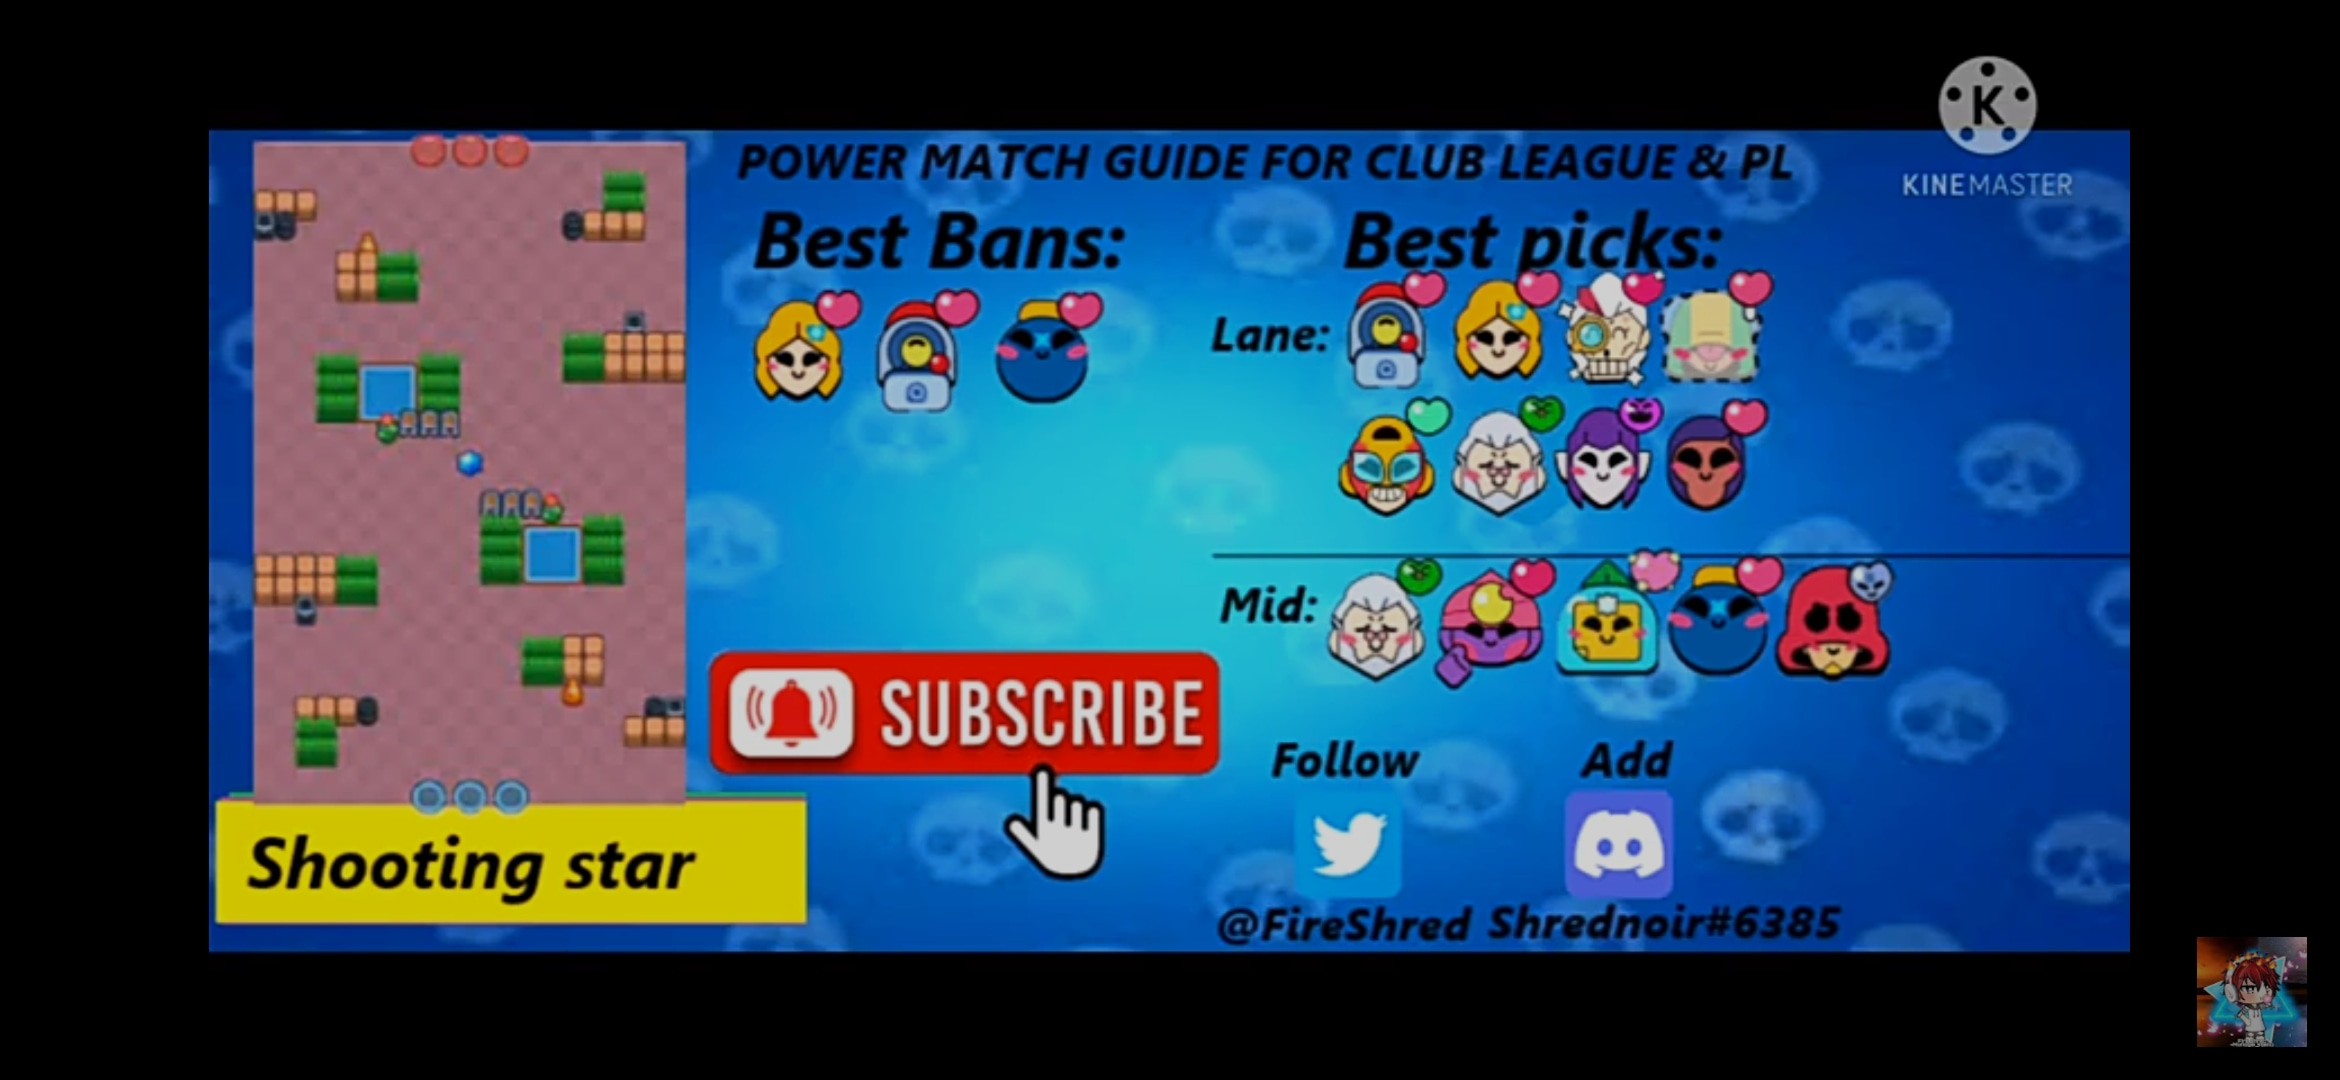 K
KINEMASTER
POWER MATCH GUIDE FOR CLUB LEAGUE & PL
Best Bans:
Best picks:
Lane:
Mid:
SUBSCRIBE
Follow
Add
Shooting star
@FireShred
Shrednoir#6385